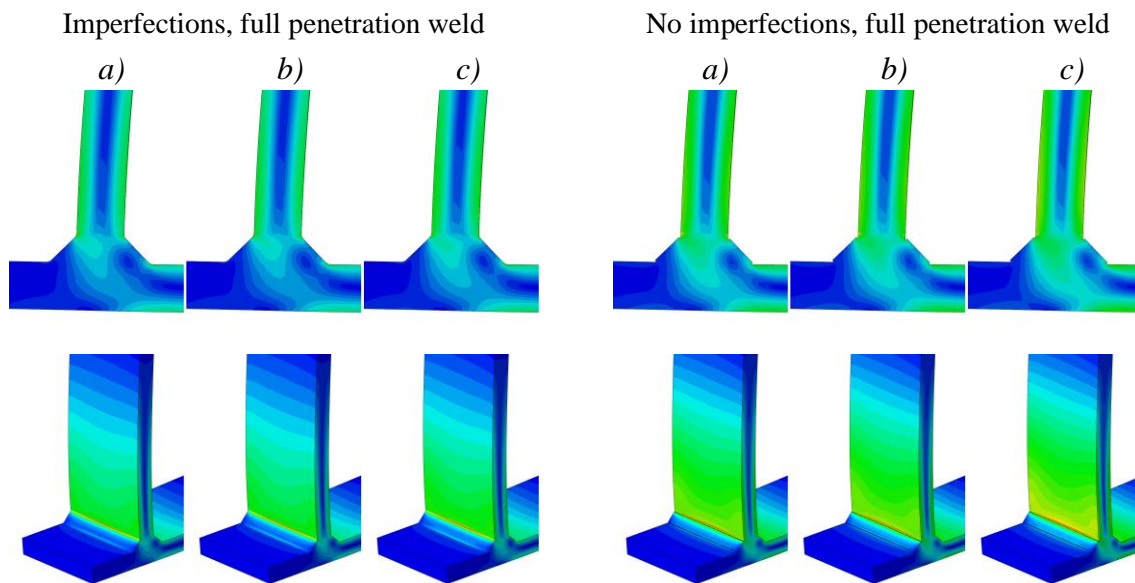 Imperfections, full penetration weld
a) b) c)
No imperfections, full penetration weld
a) b) c)